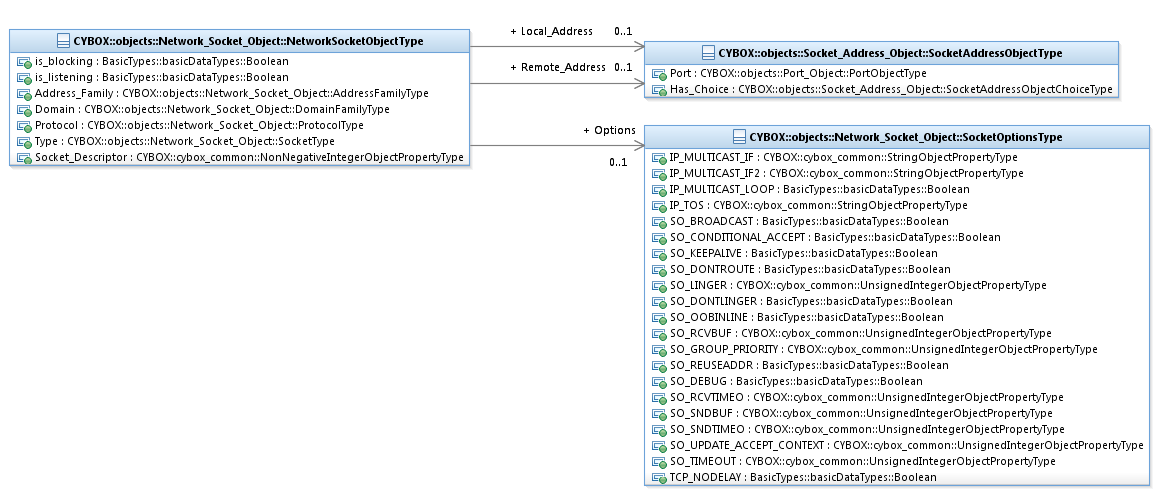 CYBOX::objects::Network_Socket_Object::NetworkSocketObjectType
is_blocking : BasicTypes::basicDataTypes::Boolean
is_listening : BasicTypes::basicDataTypes::Boolean
Address_Family : CYBOX::objects::Network_Socket_Object::AddressFamilyType
Domain : CYBOX::objects::Network_Socket_Object::DomainFamilyType
Protocol : CYBOX::objects::Network_Socket_Object::ProtocolType
Type : CYBOX::objects::Network_Socket_Object::SocketType
Socket_Descriptor : CYBOX::cybox_common::NonNegativeIntegerObjectPropertyType
+ Local_Address 0..1
+ Remote_Address 0..1
+ Options
0..1
CYBOX::objects::Socket_Address_Object::SocketAddressObjectType
Port : CYBOX::objects::Port_Object::PortObjectType
Has_Choice : CYBOX::objects::Socket_Address_Object::SocketAddressObjectChoiceType
CYBOX::objects::Network_Socket_Object::SocketOptionsType
IP_MULTICAST_IF : CYBOX::cybox_common::StringObjectPropertyType
IP_MULTICAST_IF2 : CYBOX::cybox_common::StringObjectPropertyType
IP_MULTICAST_LOOP : BasicTypes::basicDataTypes::Boolean
IP_TOS : CYBOX::cybox_common::StringObjectPropertyType
SO_BROADCAST : BasicTypes::basicDataTypes::Boolean
SO_CONDITIONAL_ACCEPT : BasicTypes::basicDataTypes::Boolean
SO_KEEPALIVE : BasicTypes::basicDataTypes::Boolean
SO_DONTROUTE : BasicTypes::basicDataTypes::Boolean
SO_LINGER : CYBOX::cybox_common::UnsignedIntegerObjectPropertyType
SO_DONTLINGER : BasicTypes::basicDataTypes::Boolean
SO_OOBINLINE : BasicTypes::basicDataTypes::Boolean
SO_RCVBUF : CYBOX::cybox_common::UnsignedIntegerObjectPropertyType
SO_GROUP_PRIORITY : CYBOX::cybox_common::UnsignedIntegerObjectPropertyType
SO_REUSEADDR : BasicTypes::basicDataTypes::Boolean
SO_DEBUG : BasicTypes::basicDataTypes::Boolean
SO_RCVTIMEO : CYBOX::cybox_common::UnsignedIntegerObjectPropertyType
SO_SNDBUF : CYBOX::cybox_common::UnsignedIntegerObjectPropertyType
SO_SNDTIMEO : CYBOX::cybox_common::UnsignedIntegerObjectPropertyType
SO_UPDATE_ACCEPT_CONTEXT : CYBOX::cybox_common::UnsignedIntegerObjectPropertyType
SO_TIMEOUT : CYBOX::cybox_common::UnsignedIntegerObjectPropertyType
TCP_NODELAY : BasicTypes::basicDataTypes::Boolean